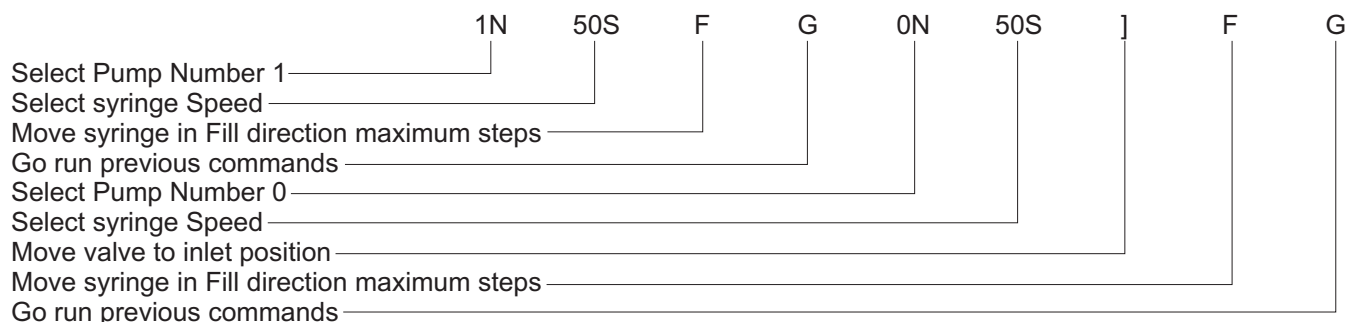 1N 50S F G 0N 50S ] F G
Select Pump Number 1
Select syringe Speed
Move syringe in Fill direction maximum steps
Go run previous commands
Select Pump Number 0
Select syringe Speed
Move valve to inlet position
Move syringe in Fill direction maximum steps
Go run previous commands